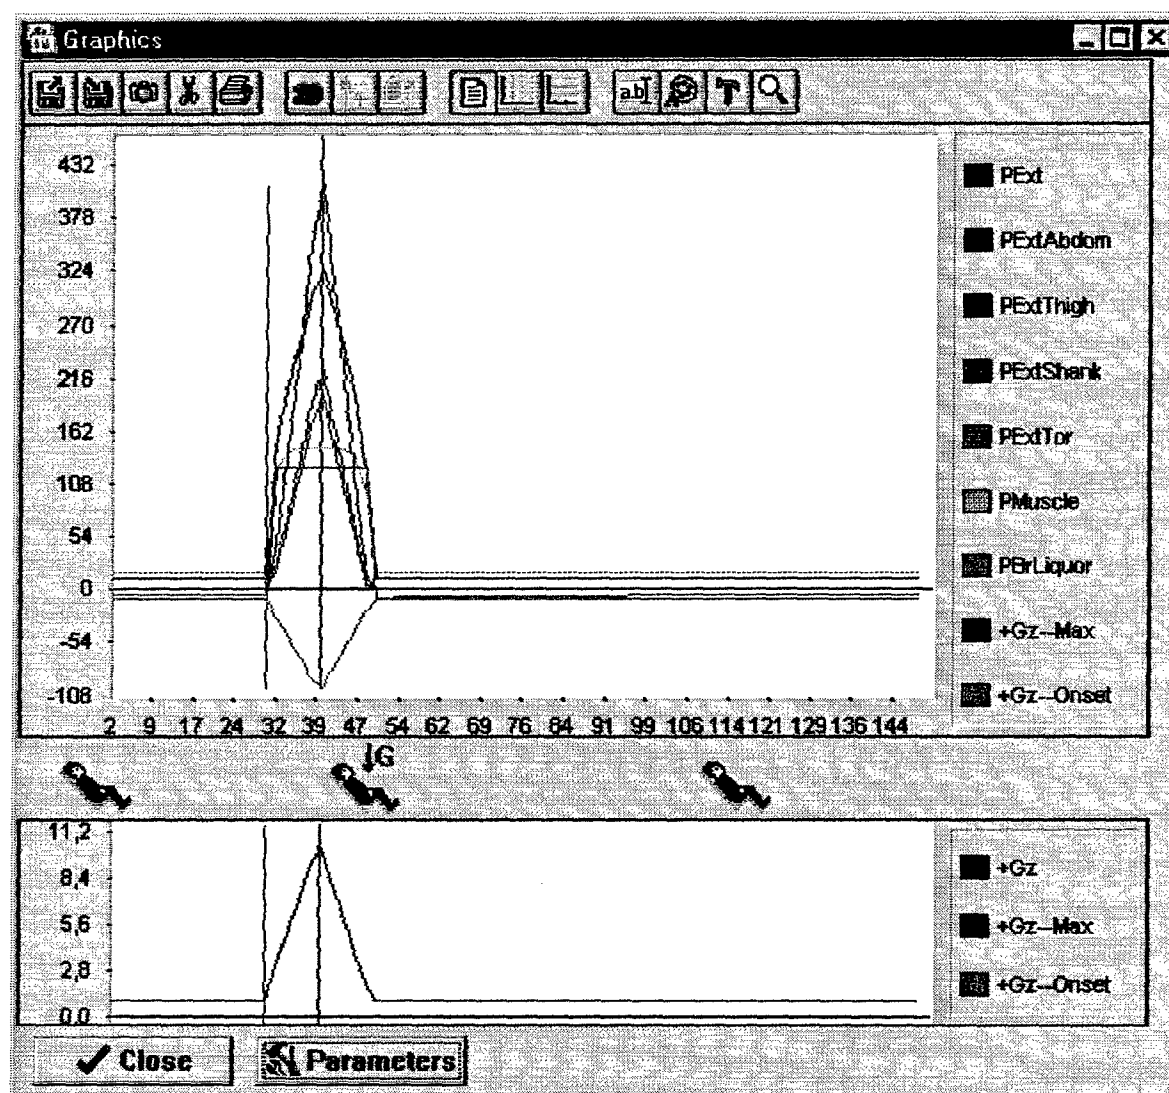 Graphics
ab
432
378
324
270
216
162
108
54
0
-54
-108
2 9 17 24 32 39 47 54 62 69 76 84 91 99 106 114 121 129 136 144
PExt
PExtAbdom
PExtThigh
PExtShank
PExtTor
PMuscle
PBrLiquor
+Gz--Max
+Gz--Onset
G
11,2
8,4
5,6
2,8
0,0
+Gz
+Gz--Max
+Gz--Onset
Close
Parameters